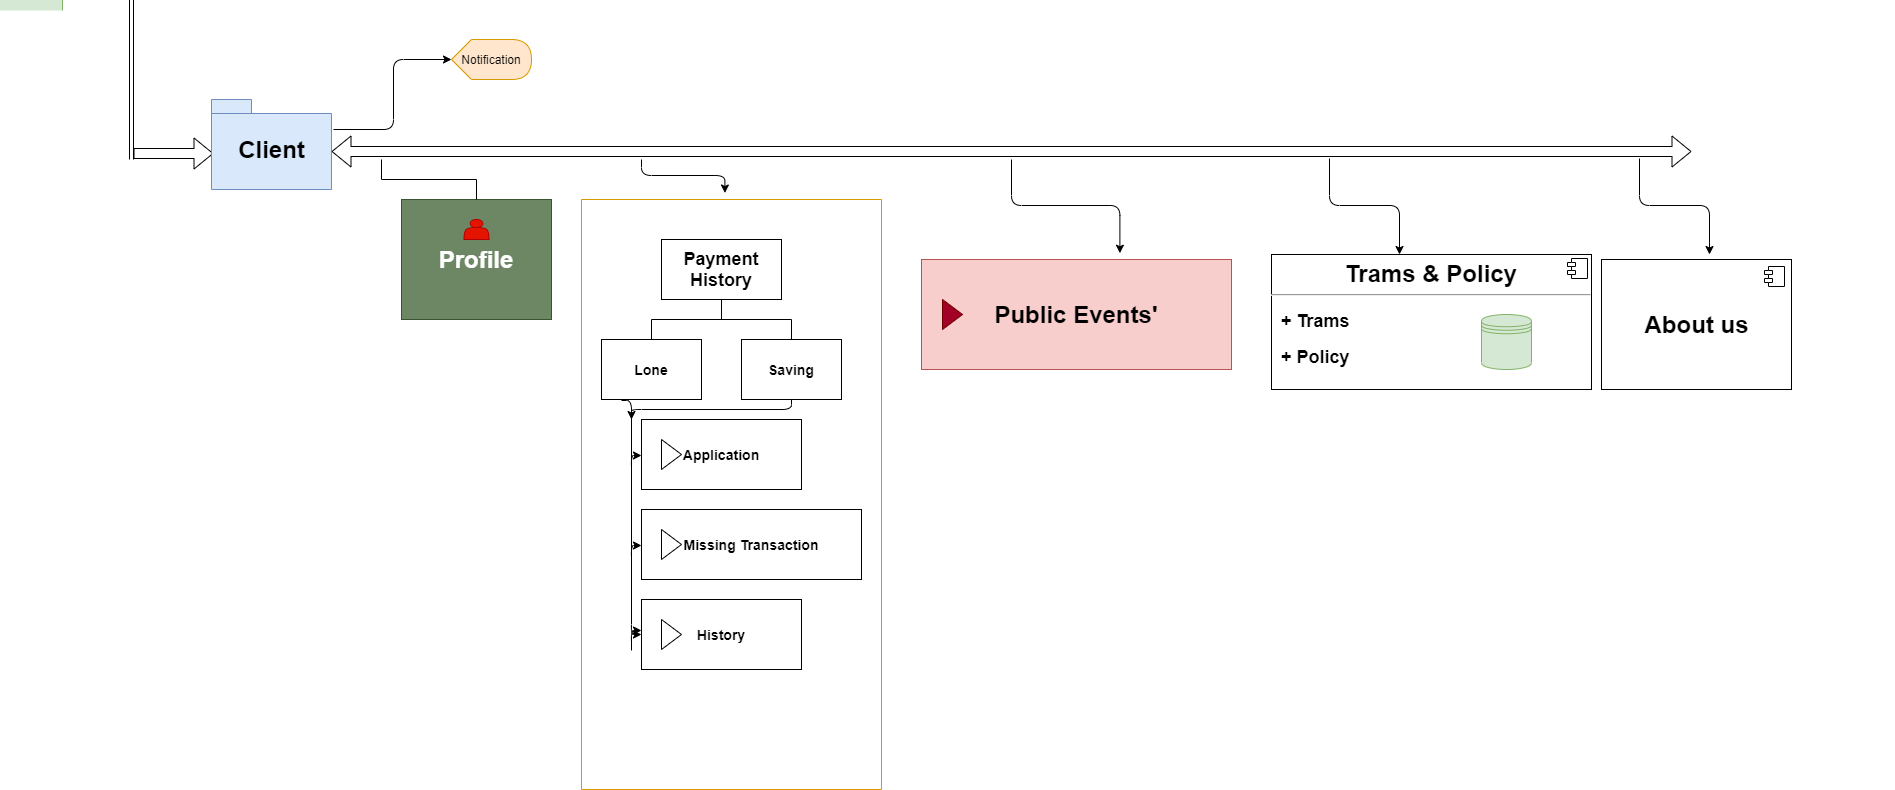 Notification
Client
Profile
Payment
History
Lone
Saving
Application
Missing Transaction
History
Public Events'
Trams & Policy
+ Trams
+ Policy
About us